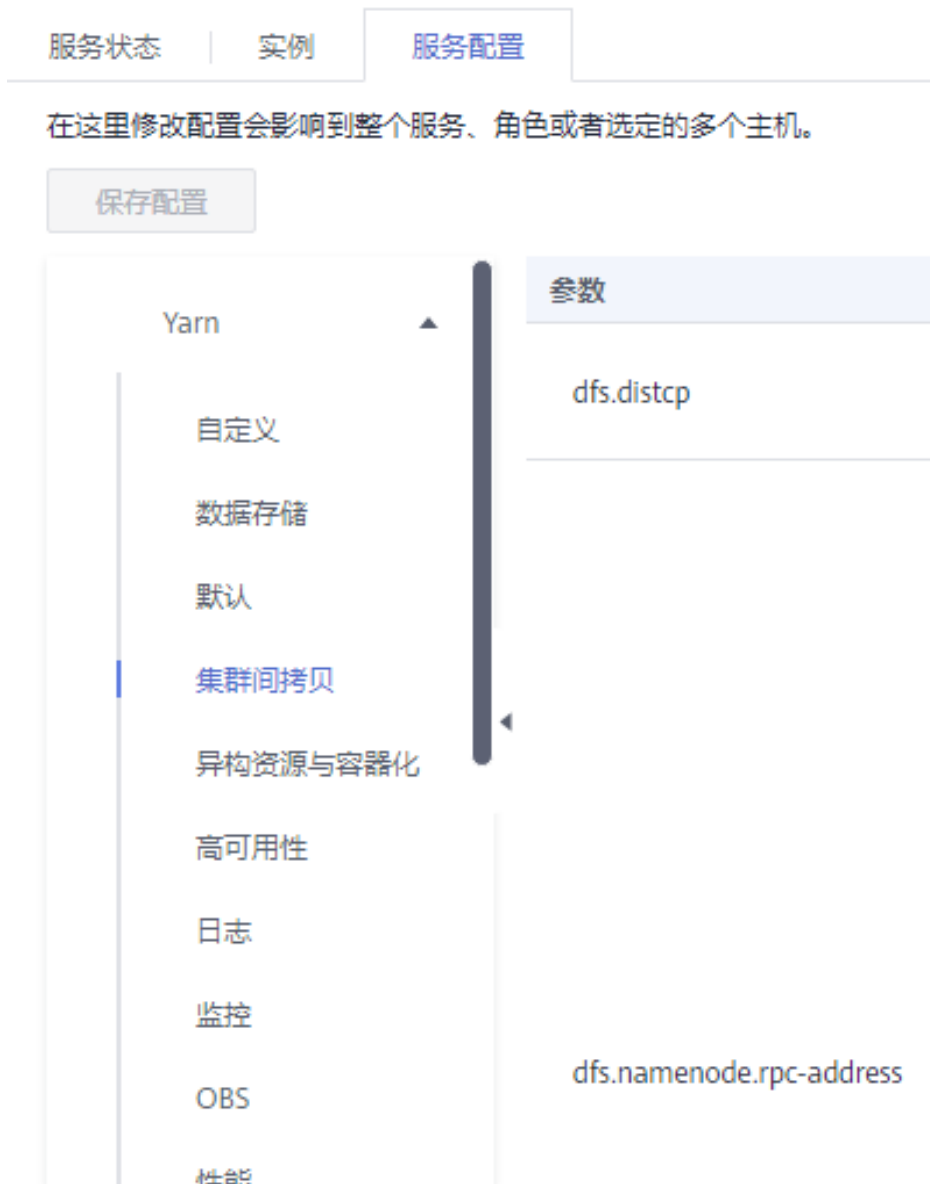 服务状态 实例 服务配置
在这里修改配置会影响到整个服务、角色或者选定的多个主机。
保存配置
Yarn
自定义
数据存储
默认
集群间拷贝
异构资源与容器化
高可用性
日志
监控
OBS
性能
参数
dfs.distcp
dfs.namenode.rpc-address